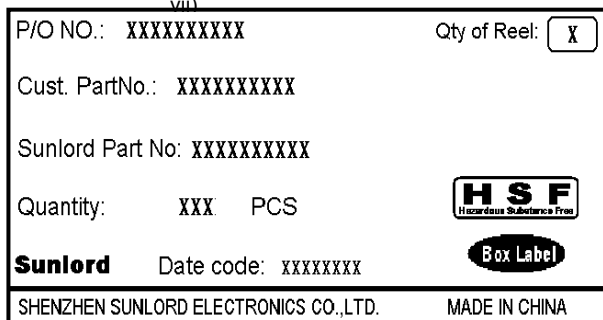 P/O NO.: XXXXXXXXXX Qty of Reel: X
Cust. PartNo.: XXXXXXXXXX
Sunlord Part No: XXXXXXXXXX
Quantity: XXX PCS
HSF
Hazardous Substance Free
Box Label
Sunlord Date code: XXXXXXXX
SHENZHEN SUNLORD ELECTRONICS CO.,LTD. MADE IN CHINA